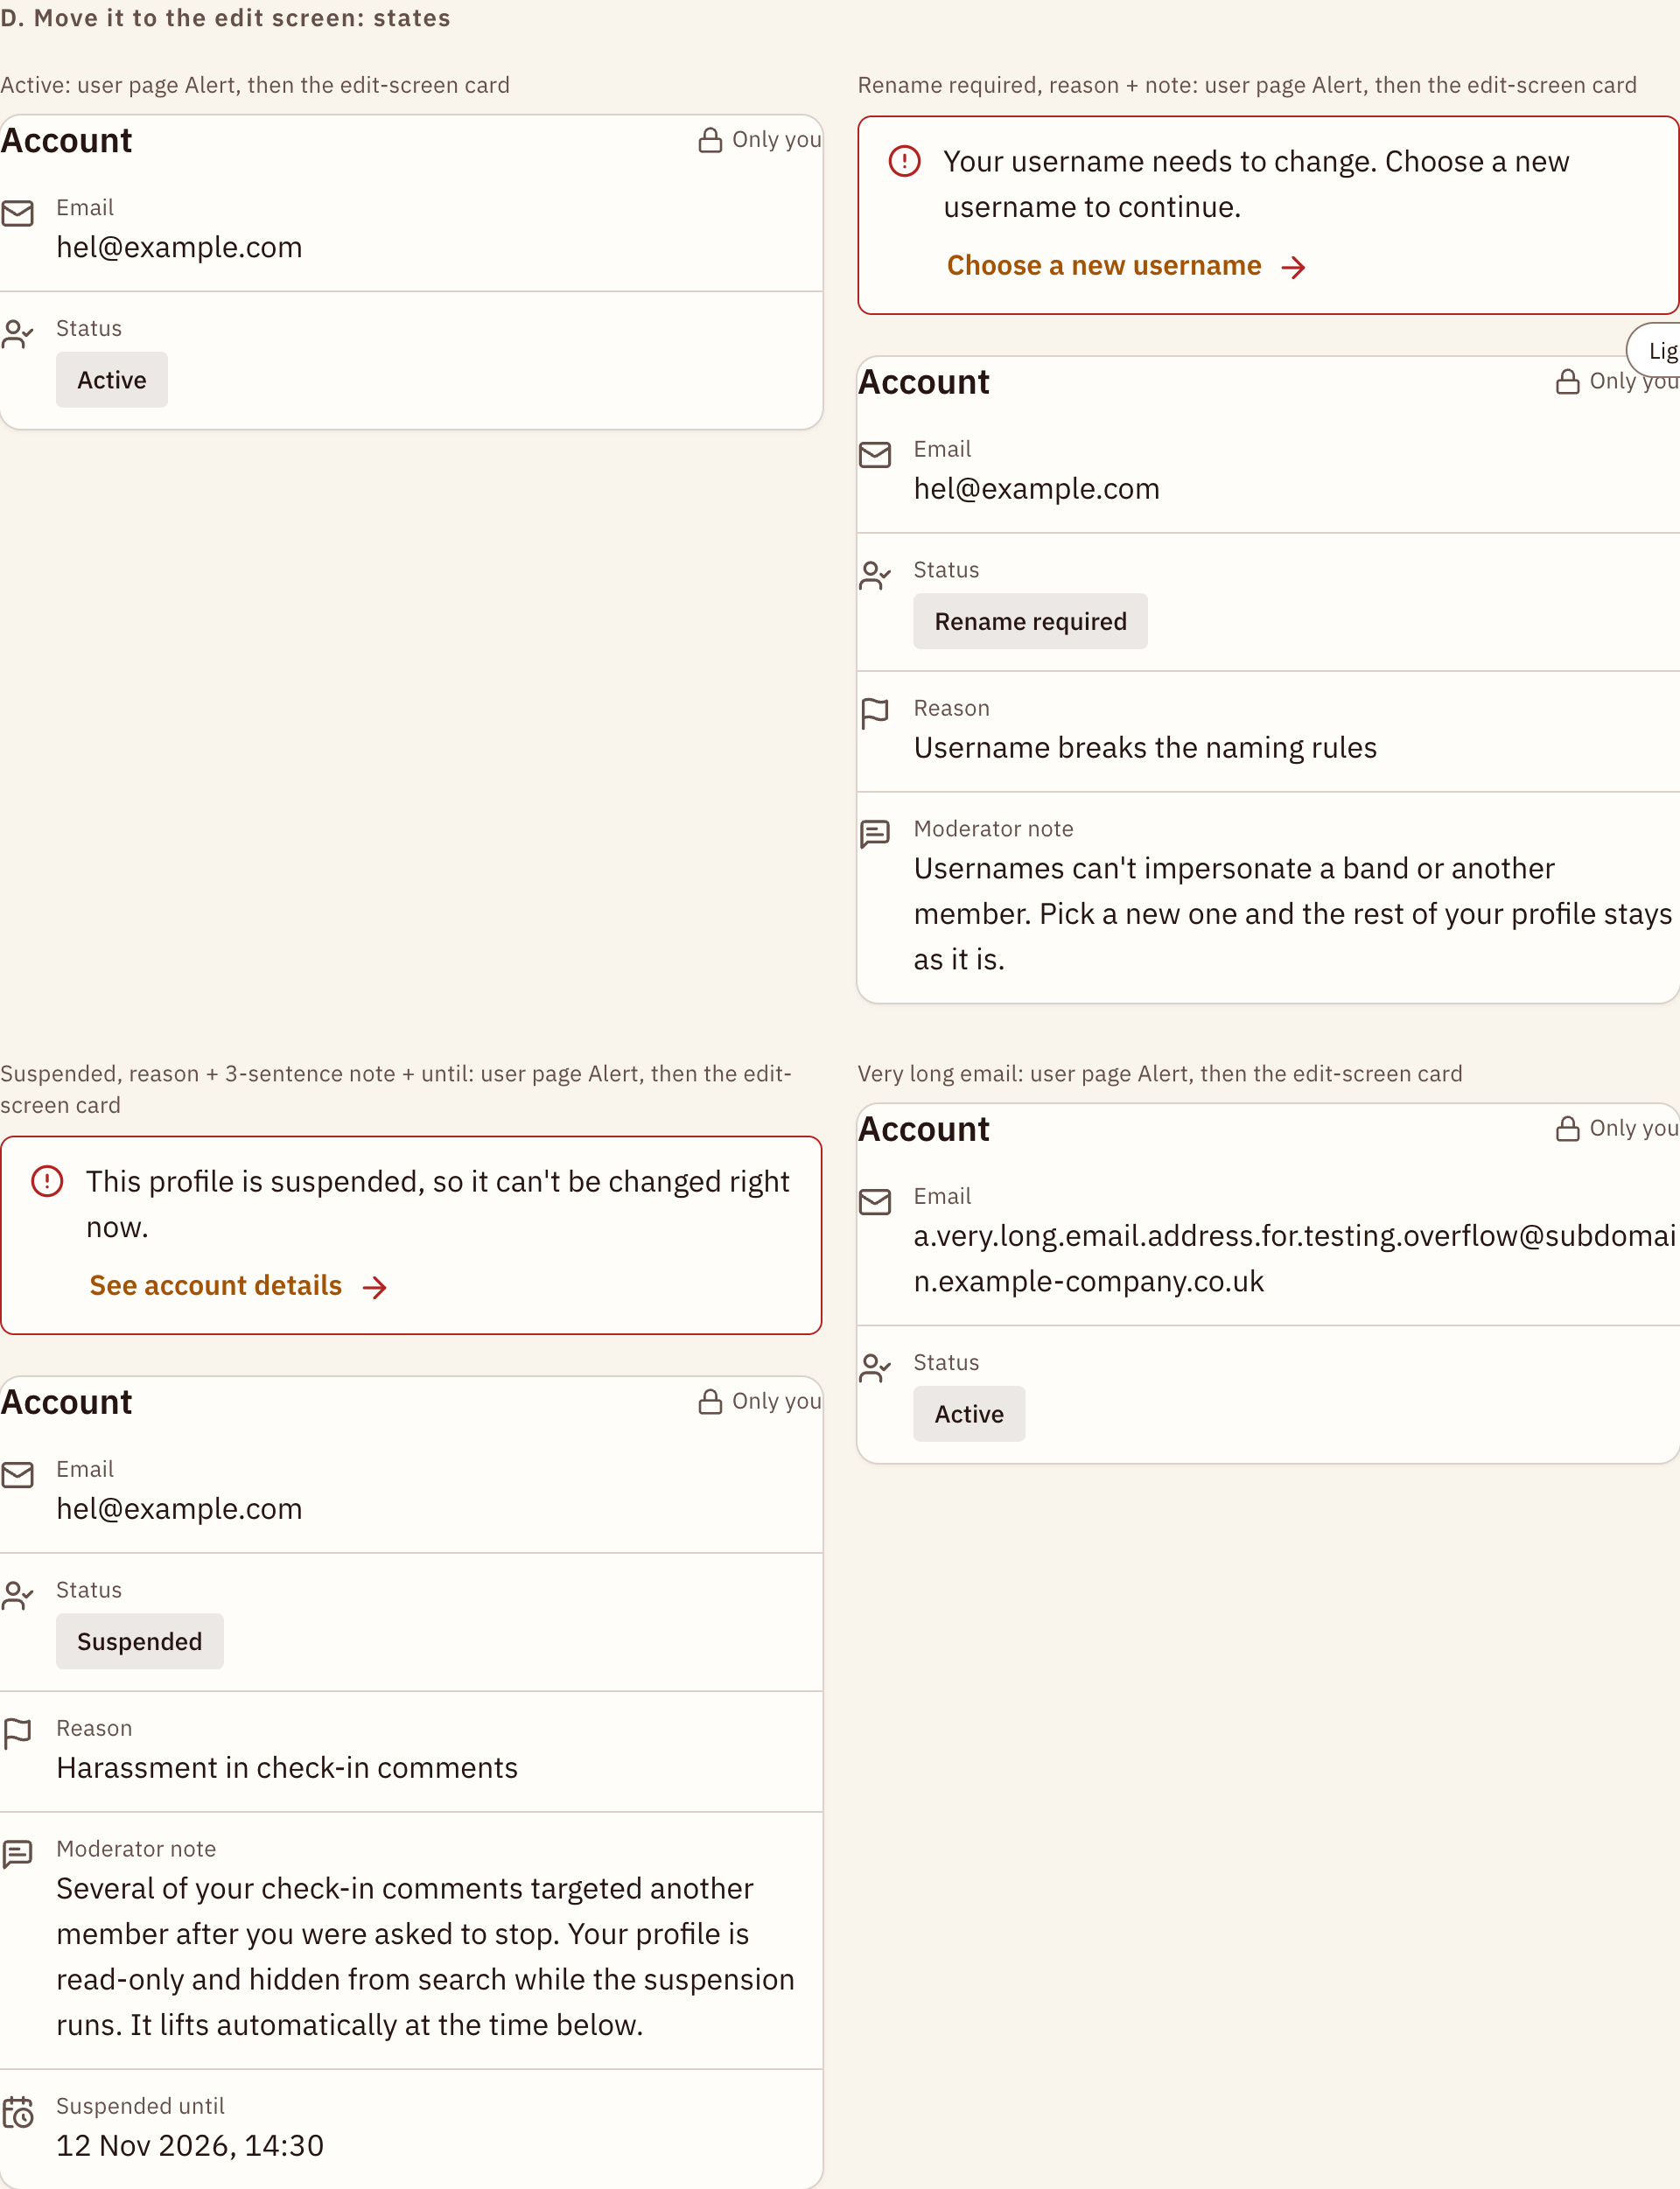 D. Move it to the edit screen: states
Active: user page Alert, then the edit-screen card
Account
Only you
Email
hel@example.com
Status
Active
Rename required, reason + note: user page Alert, then the edit-screen card
Your username needs to change. Choose a new
username to continue.
Choose a new username
Lig
Account
Only you
Email
hel@example.com
Status
Rename required
Reason
Username breaks the naming rules
Moderator note
Usernames can't impersonate a band or another
member. Pick a new one and the rest of your profile stays
as it is.
Suspended, reason + 3-sentence note + until: user page Alert, then the edit-
screen card
This profile is suspended, so it can't be changed right
now.
See account details
Account
Only you
Email
hel@example.com
Status
Suspended
Reason
Harassment in check-in comments
Moderator note
Several of your check-in comments targeted another
member after you were asked to stop. Your profile is
read-only and hidden from search while the suspension
runs. It lifts automatically at the time below.
Suspended until
12 Nov 2026, 14:30
Very long email: user page Alert, then the edit-screen card
Account
Only you
Email
a.very.long.email.address.for.testing.overflow@subdomai
n.example-company.co.uk
Status
Active